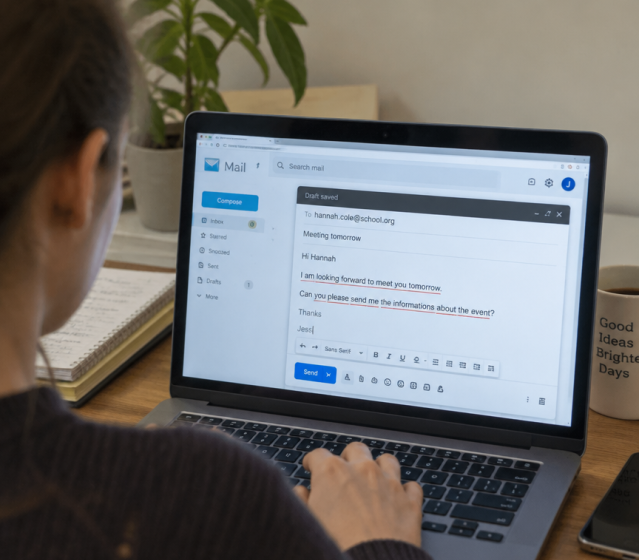 Mail
Search mail
J
Compose
Inbox
Starred
Snoozed
Sent
Drafts
1
More
Draft saved
To hannah.cole@school.org
Meeting tomorrow
Hi Hannah
I am looking forward to meet you tomorrow.
Can you please send me the informations about the event?
Thanks
Jess
Sans Serif
B I U A
Send
A
Good
Ideas
Brighte
Days